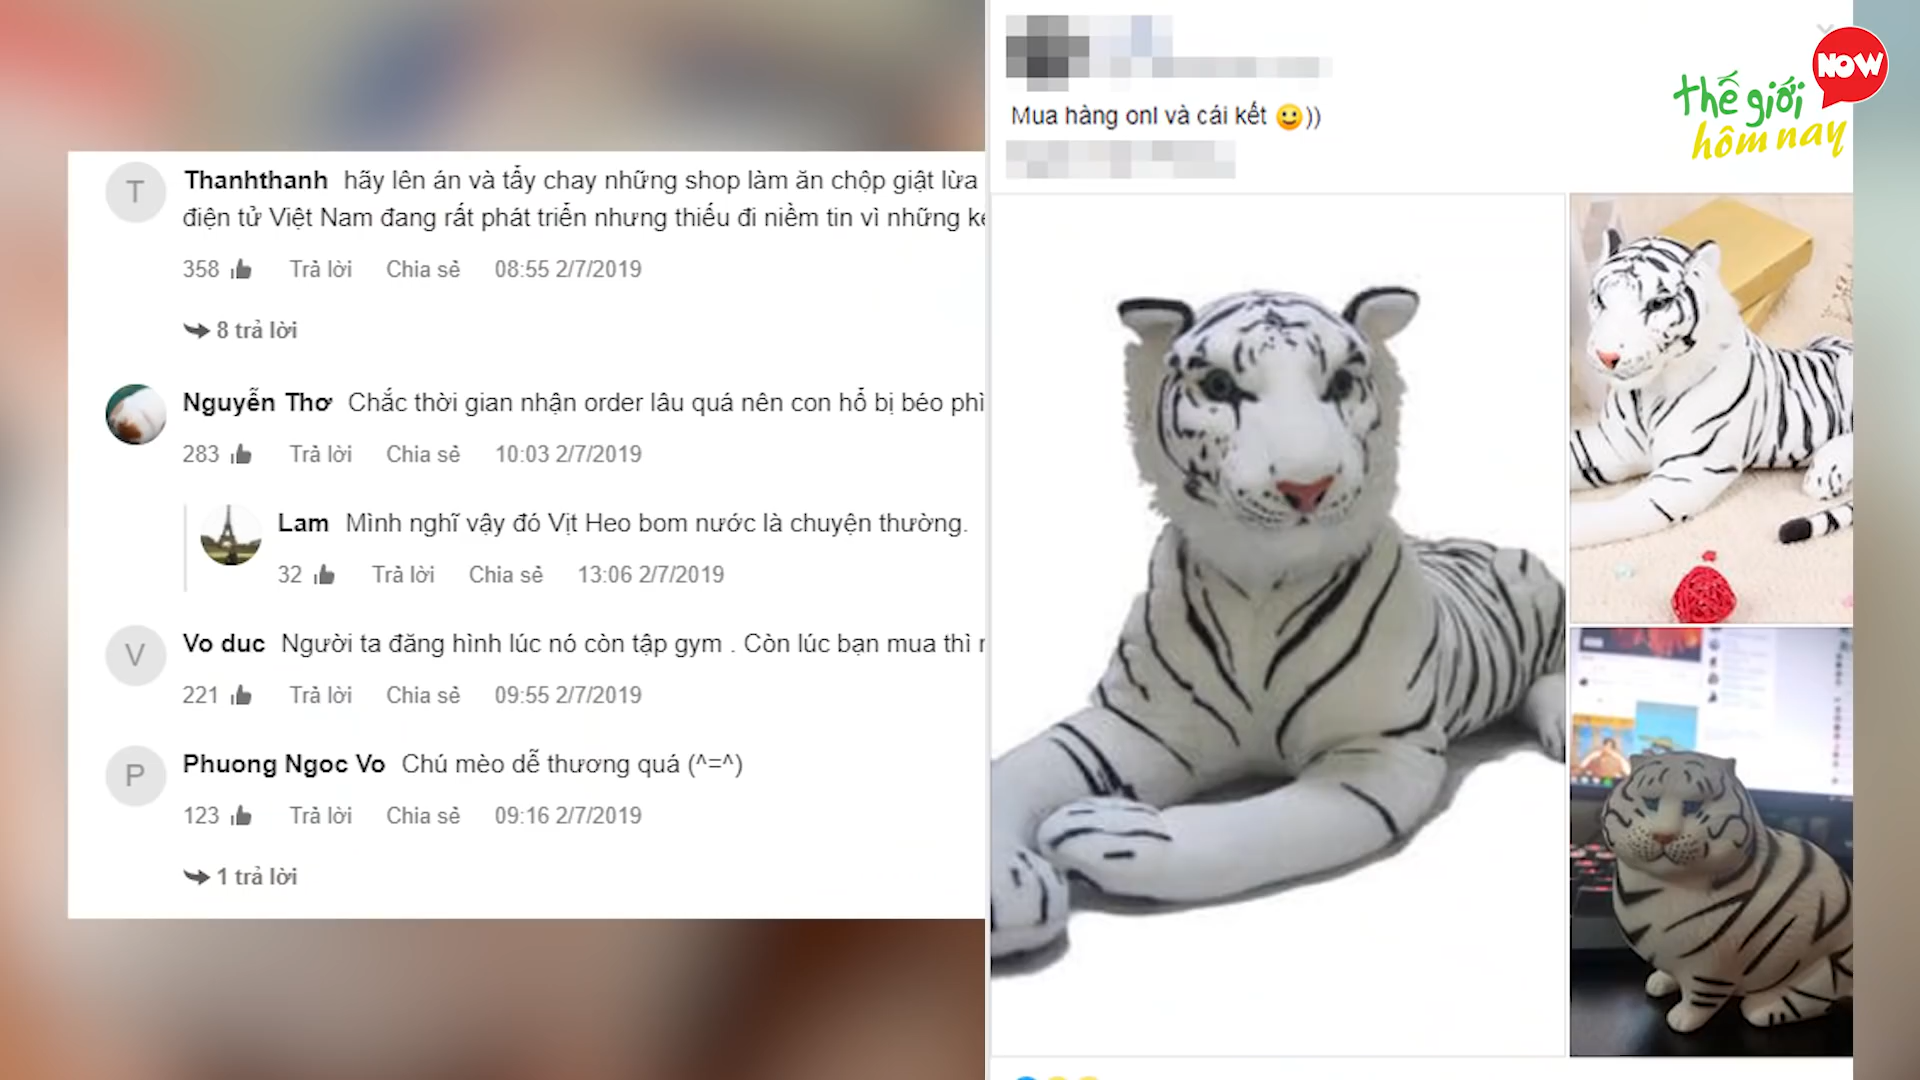 Thanhthanh hãy lên án và tẩy chay những shop làm ăn chộp giật lừa
điện tử Việt Nam đang rất phát triển nhưng thiếu đi niềm tin vì những
358 Trả lời Chia sẻ 08:55 2/7/2019
8 trả lời
Nguyễn Thơ Chắc thời gian nhận order lâu quá nên con hổ bị béo phì
283 Trả lời Chia sẻ 10:03 2/7/2019
Lam Mình nghĩ vậy đó Vịt Heo bom nước là chuyện thường.
32 Trả lời Chia sẻ 13:06 2/7/2019
V
Vo duc Người ta đăng hình lúc nó còn tập gym . Còn lúc bạn mua thì
221 Trả lời Chia sẻ 09:55 2/7/2019
P
Phuong Ngoc Vo Chú mèo dễ thương quá (^=^)
123 Trả lời Chia sẻ 09:16 2/7/2019
1 trả lời
T
Mua hàng onl và cái kết 🙂))
NOW
thế giới
hôm nay